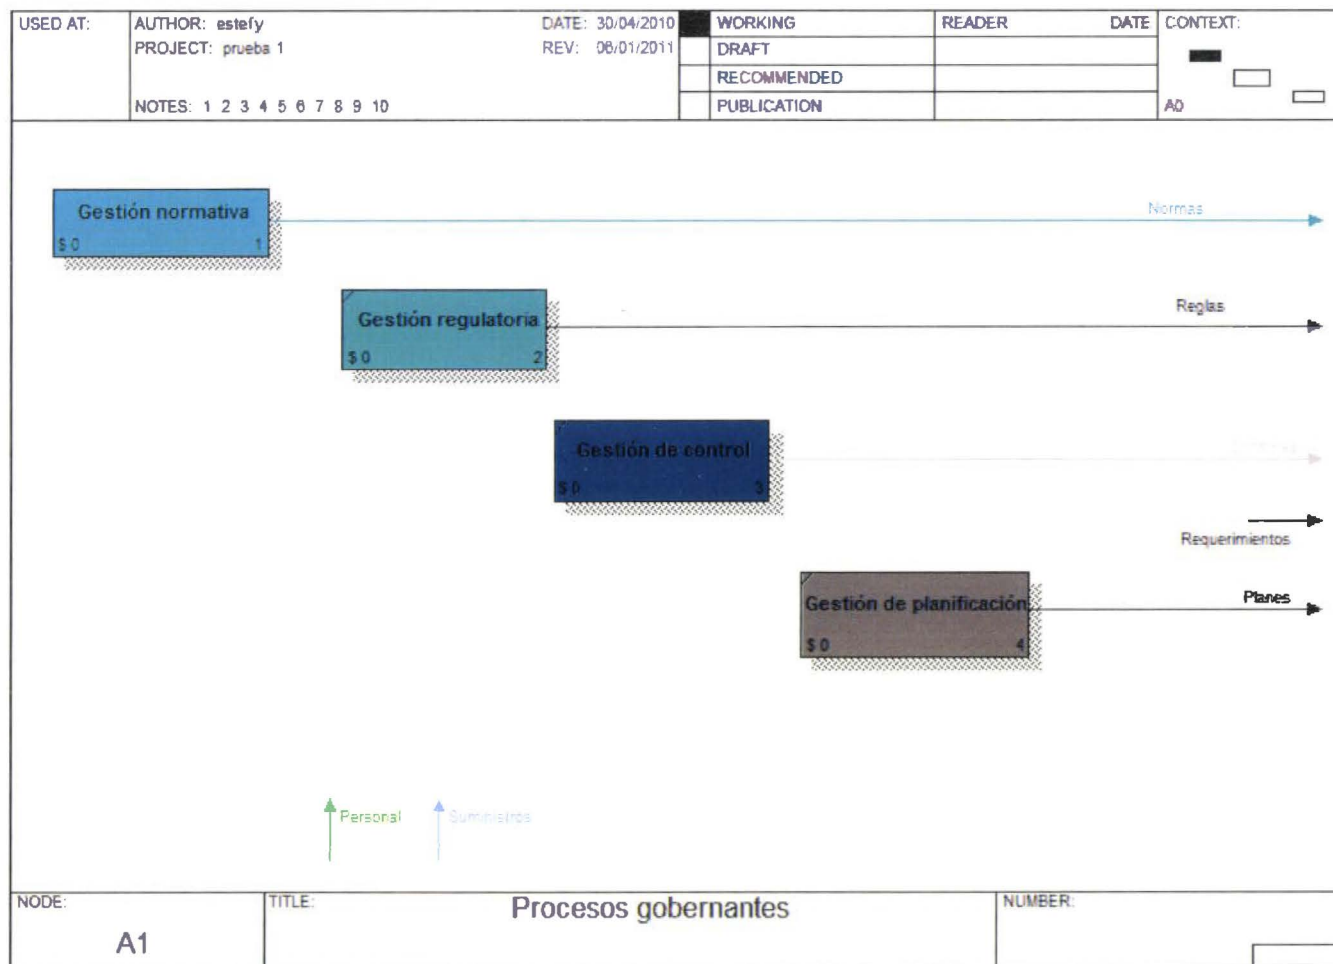 USED AT:
AUTHOR: estefy
DATE: 30/04/2010
WORKING
READER
DATE
CONTEXT:
PROJECT: prueba 1
REV: 06/01/2011
DRAFT
RECOMMENDED
NOTES: 1 2 3 4 5 6 7 8 9 10
PUBLICATION
A0
Gestión normativa
$ 0
1
Normas
Gestión regulatoria
$ 0
2
Reglas
Gestión de control
$ 0
3
Requerimientos
Gestión de planificación
$ 0
4
Planes
Personal
Suministros
NODE:
TITLE:
Procesos gobernantes
NUMBER:
A1